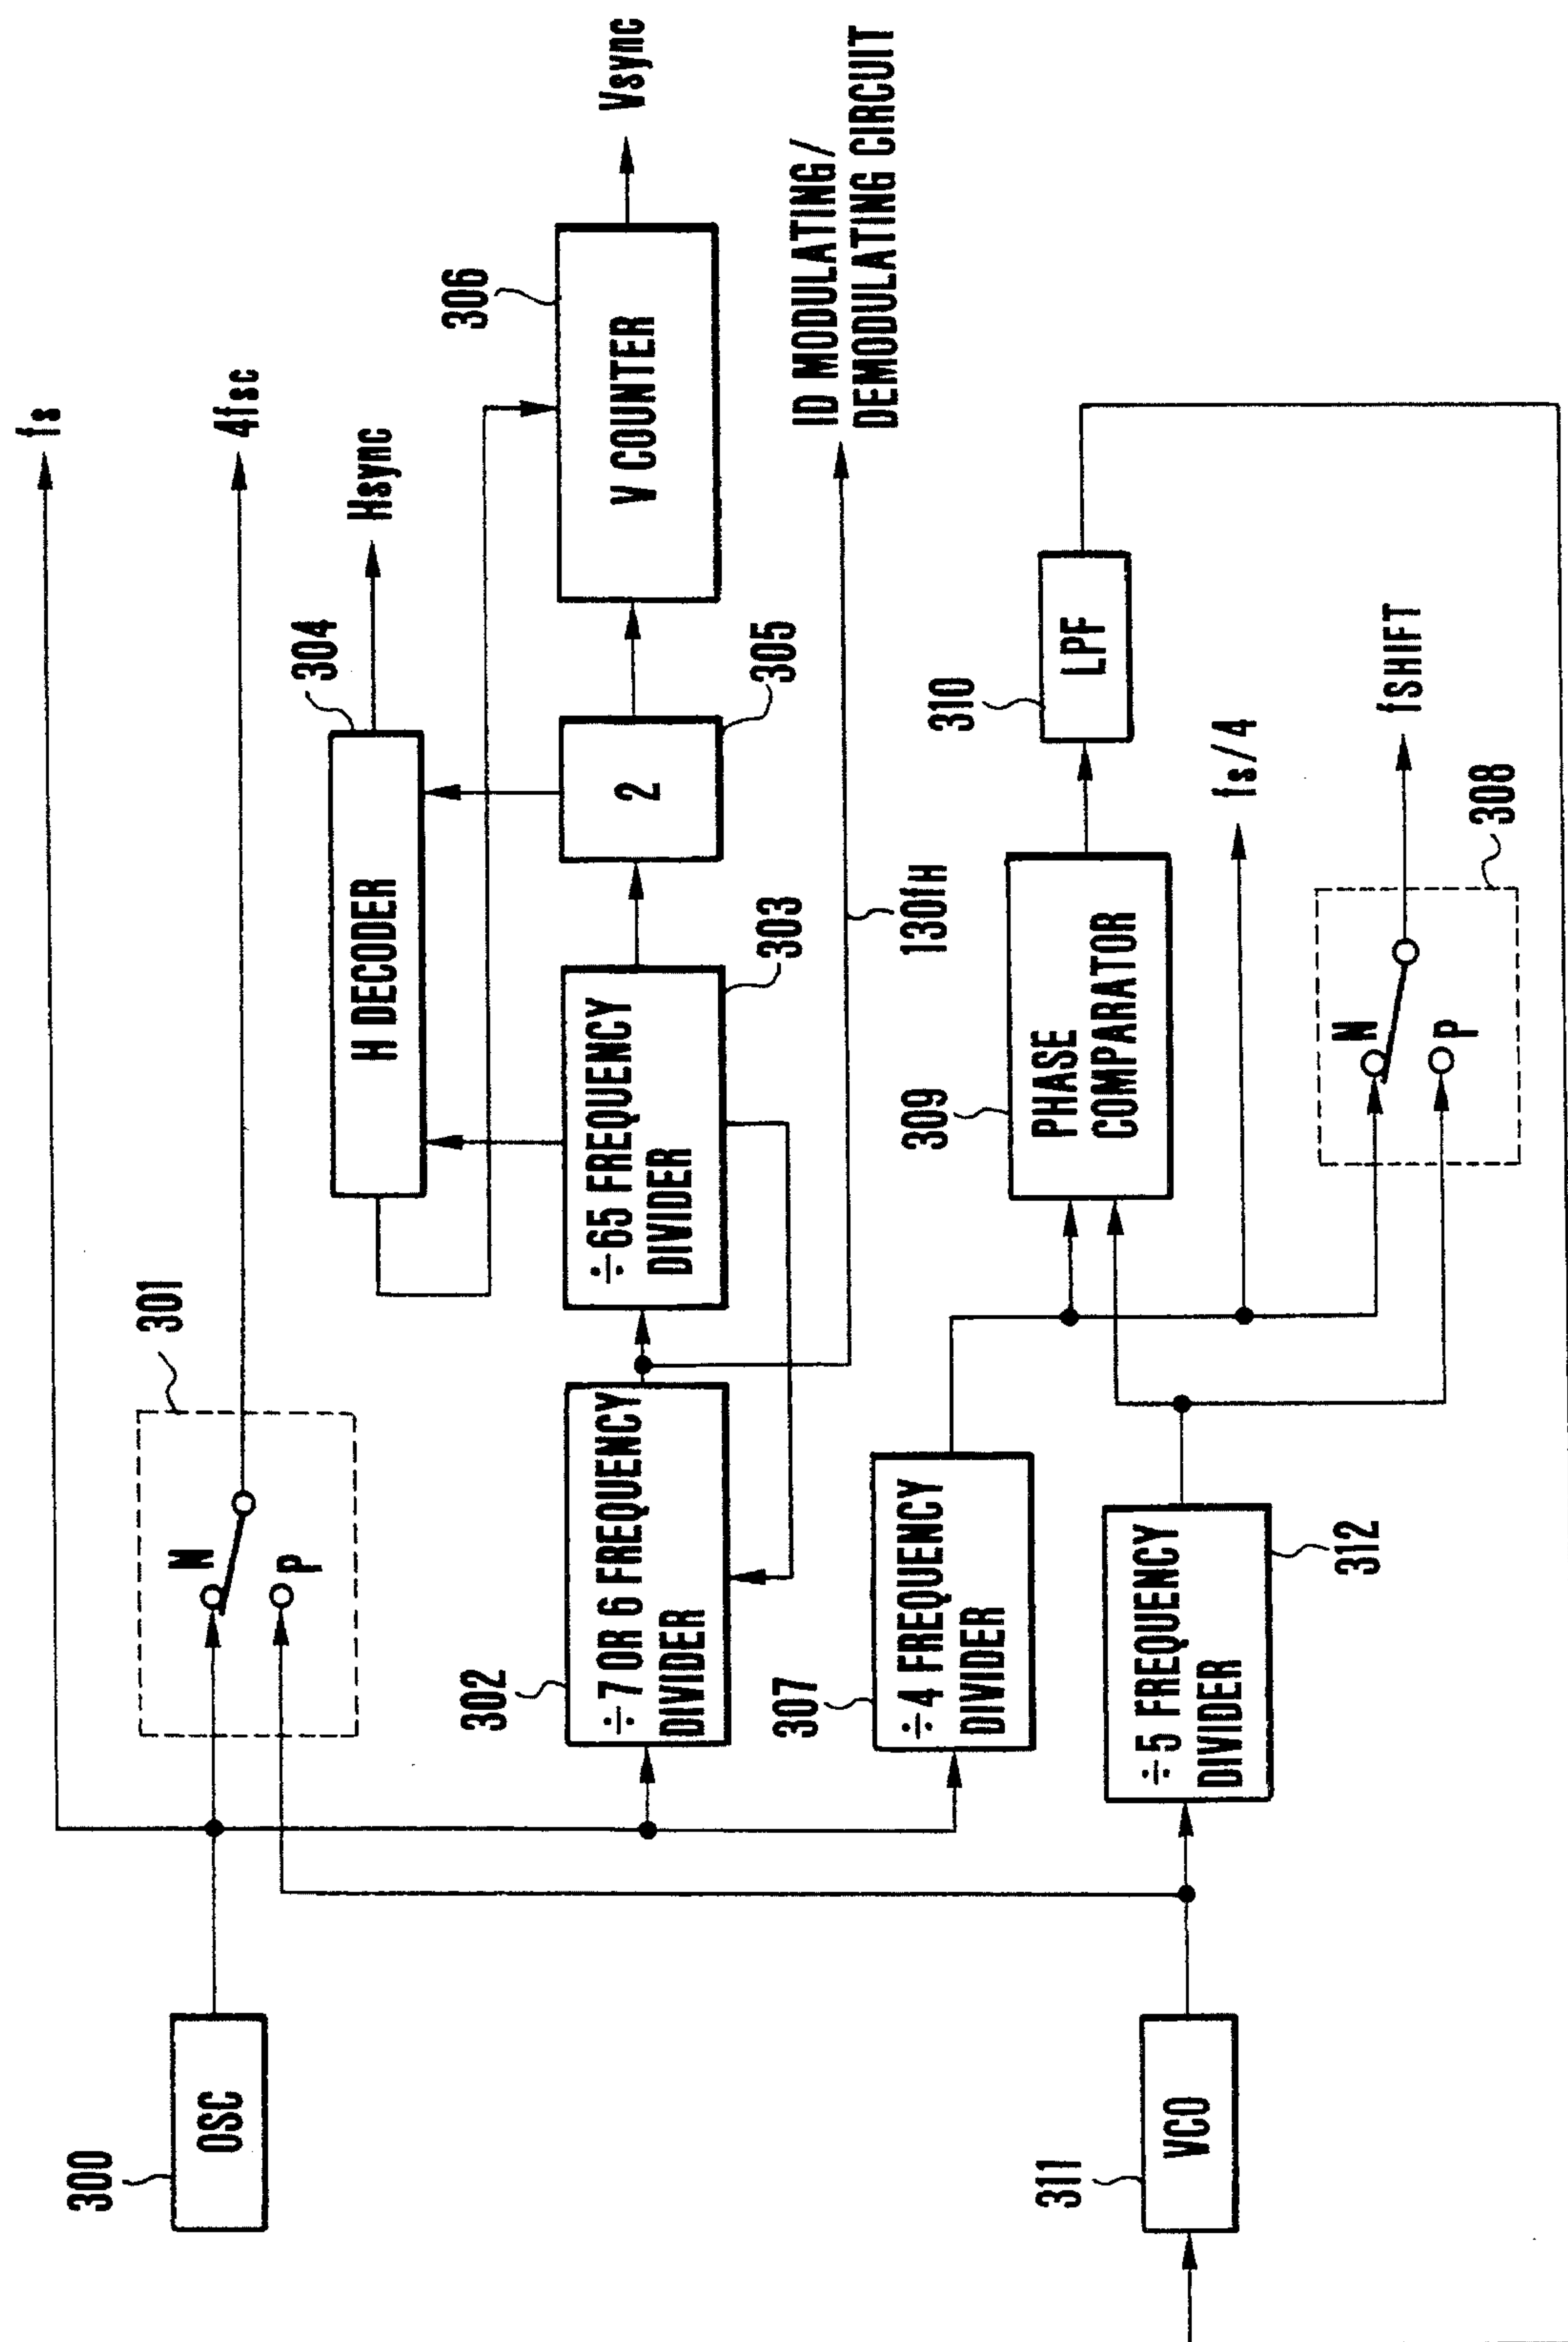 fs
4fsc
301
N
P
304
Hsync
H DECODER
306
Vsync
300
OSC
302
÷7 OR 6 FREQUENCY
DIVIDER
÷65 FREQUENCY
DIVIDER
303
2
305
V COUNTER
ID MODULATING/
DEMODULATING CIRCUIT
130fH
307
÷4 FREQUENCY
DIVIDER
309
PHASE
COMPARATOR
310
LPF
fs/4
311
VCO
÷5 FREQUENCY
DIVIDER
312
N
P
fSHIFT
308